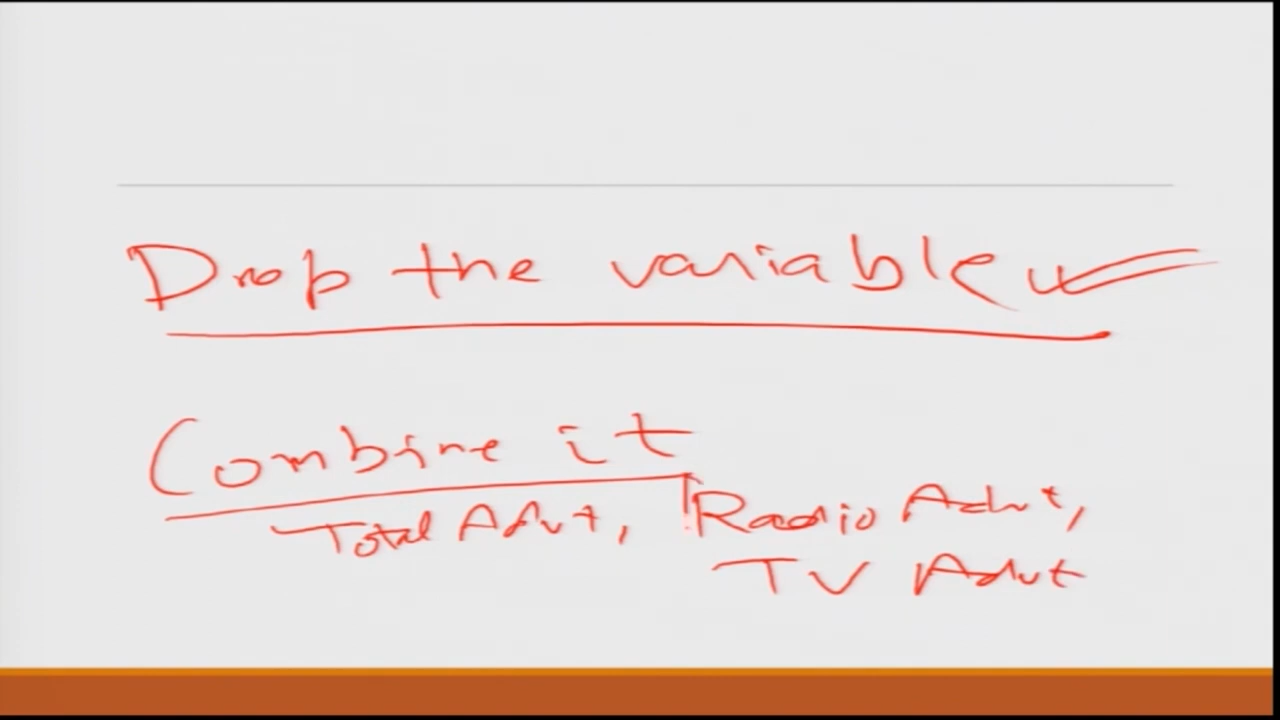 Drop the variable
Combine it
Total Advt, Radio Advt,
TV Advt